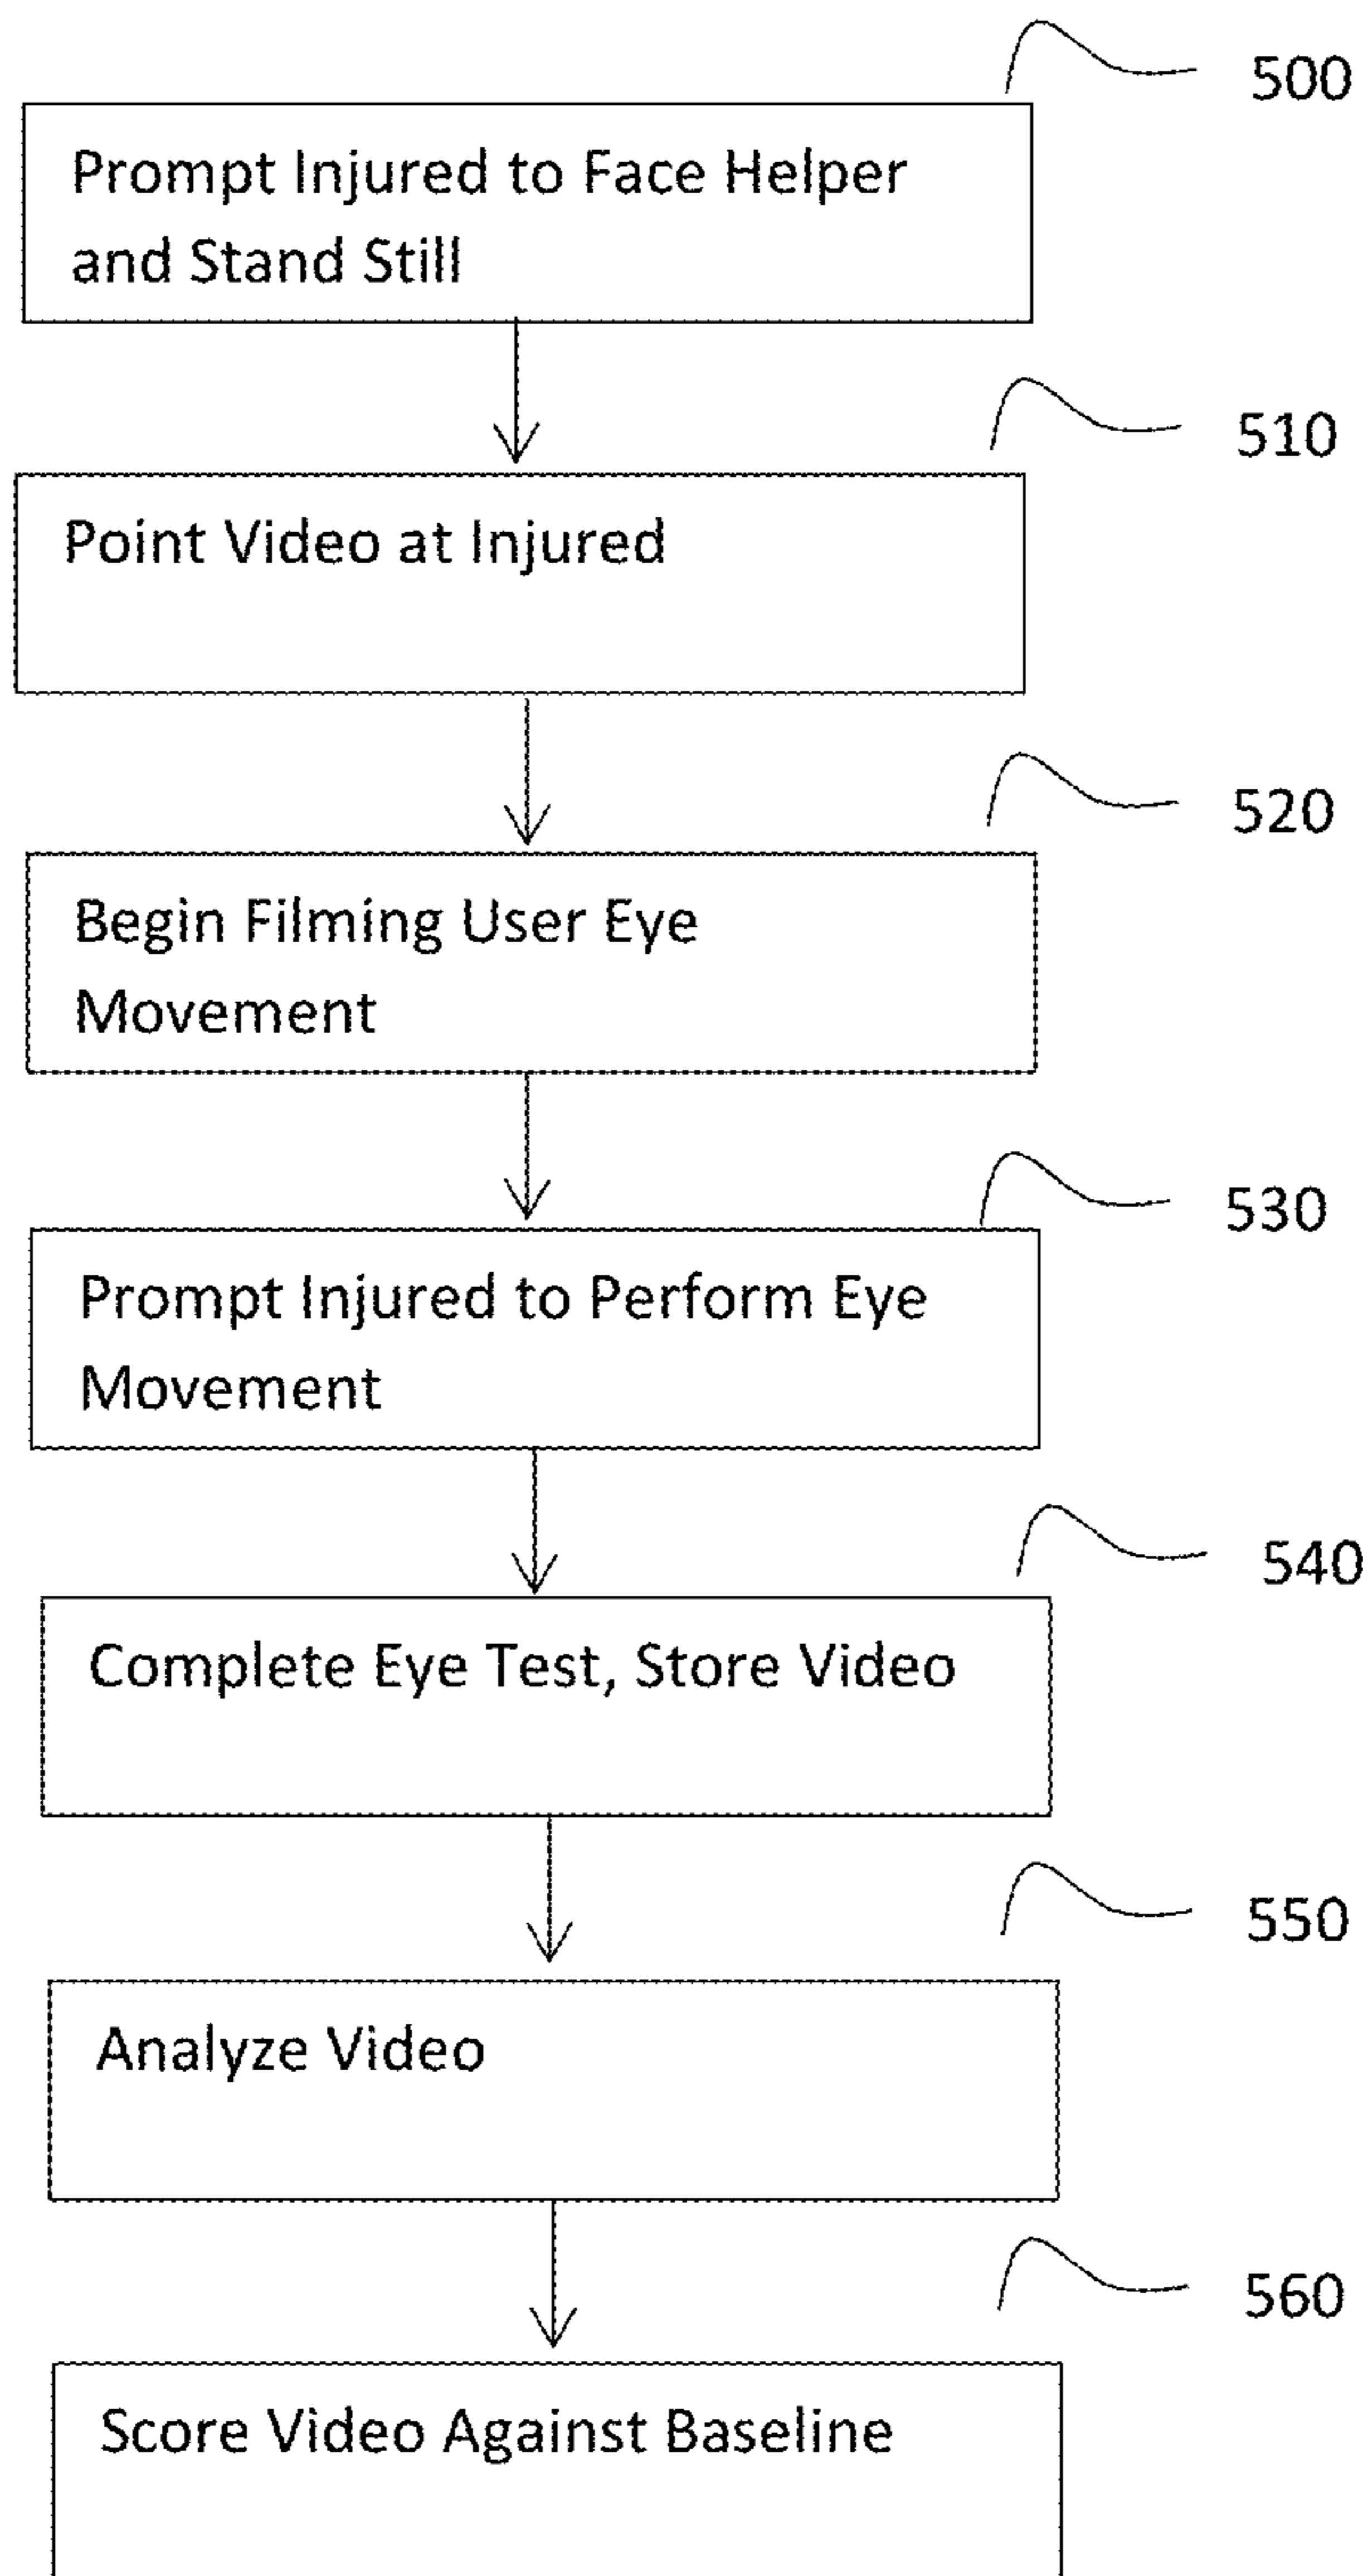 500
Prompt Injured to Face Helper
and Stand Still
510
Point Video at Injured
520
Begin Filming User Eye
Movement
530
Prompt Injured to Perform Eye
Movement
540
Complete Eye Test, Store Video
550
Analyze Video
560
Score Video Against Baseline